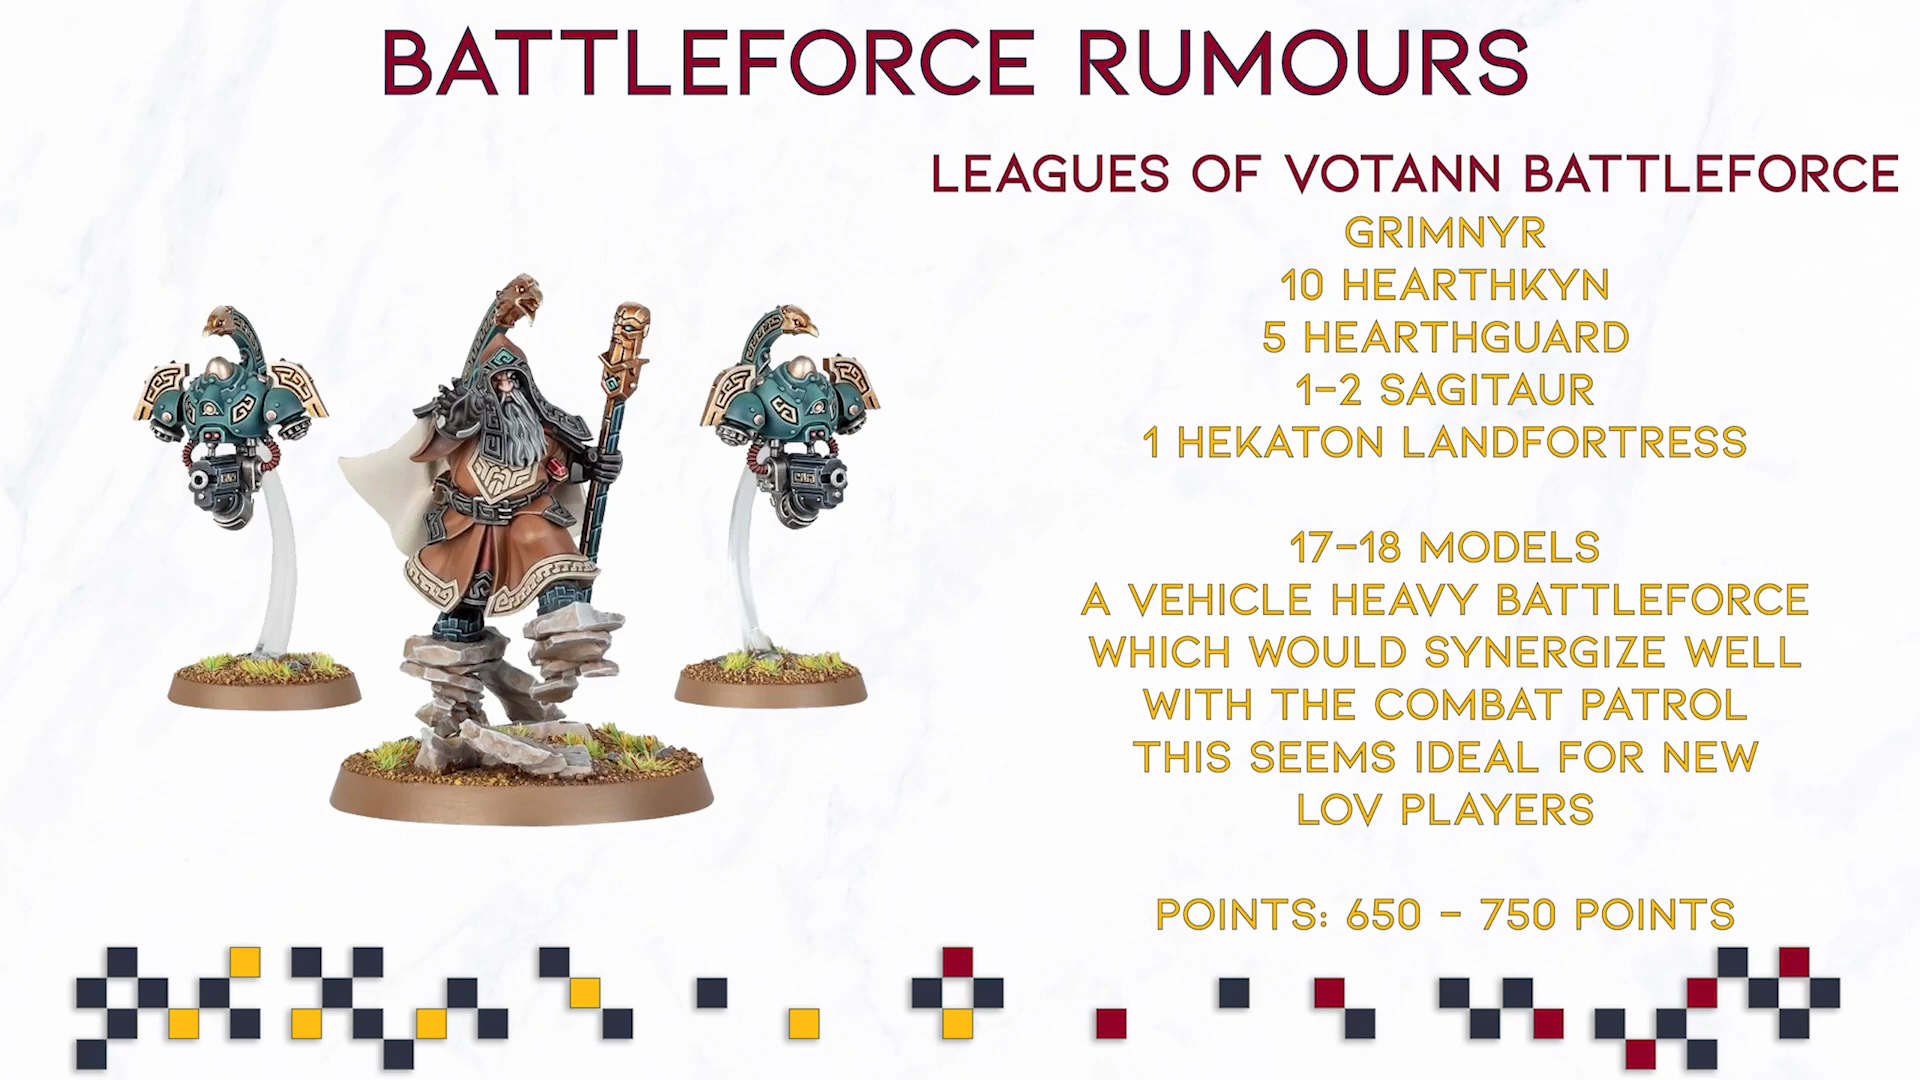 BATTLEFORCE RUMOURS
LEAGUES OF VOTANN BATTLEFORCE
GRIMNYR
10 HEARTHKYN
5 HEARTHGUARD
1-2 SAGITAUR
1 HEKATON LANDFORTRESS
17-18 MODELS
A VEHICLE HEAVY BATTLEFORCE
WHICH WOULD SYNERGIZE WELL
WITH THE COMBAT PATROL
THIS SEEMS IDEAL FOR NEW
LOV PLAYERS
POINTS: 650 - 750 POINTS